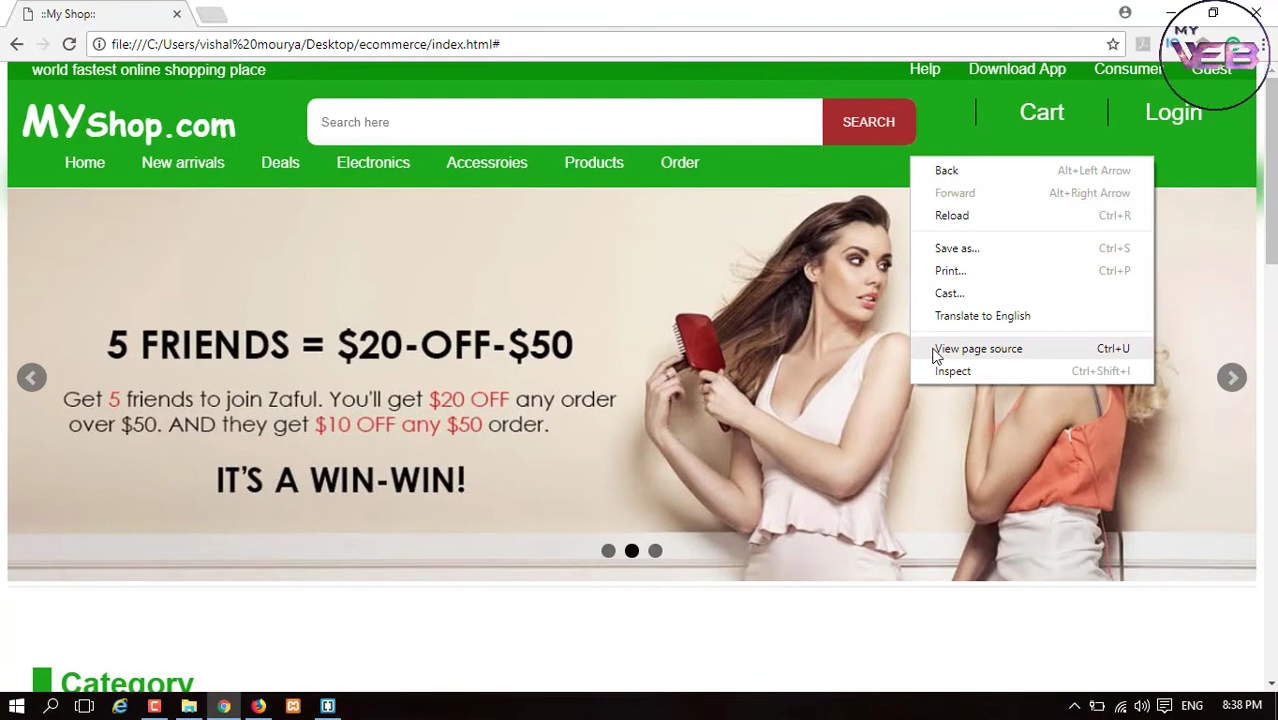 ::My Shop::
file:///C:/Users/vishal%20mourya/Desktop/ecommerce/index.html#
MY
VEB
world fastest online shopping place
Help
Download App
Consumer
Guest
MYShop.com
Search here
SEARCH
Cart
Login
Home
New arrivals
Deals
Electronics
Accessroies
Products
Order
Back
Alt+Left Arrow
Forward
Alt+Right Arrow
Reload
Ctrl+R
Save as...
Ctrl+S
Print...
Ctrl+P
Cast...
Translate to English
View page source
Ctrl+U
Inspect
Ctrl+Shift+I
5 FRIENDS = $20-OFF-$50
Get 5 friends to join Zaful. You'll get $20 OFF any order
over $50. AND they get $10 OFF any $50 order.
IT'S A WIN-WIN!
Category
ENG
8:38 PM